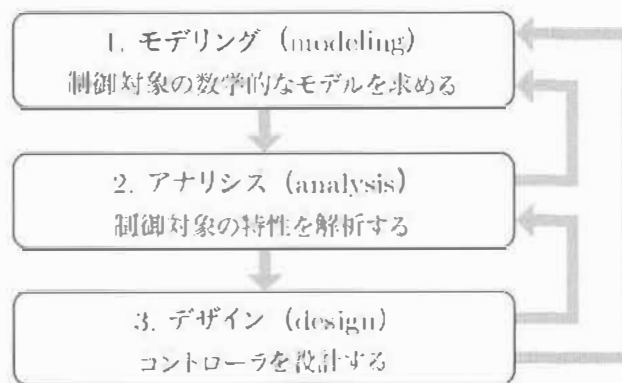 1. モデリング (modeling)
制御対象の数学的なモデルを求める
2. アナリシス (analysis)
制御対象の特性を解析する
3. デザイン (design)
コントローラを設計する